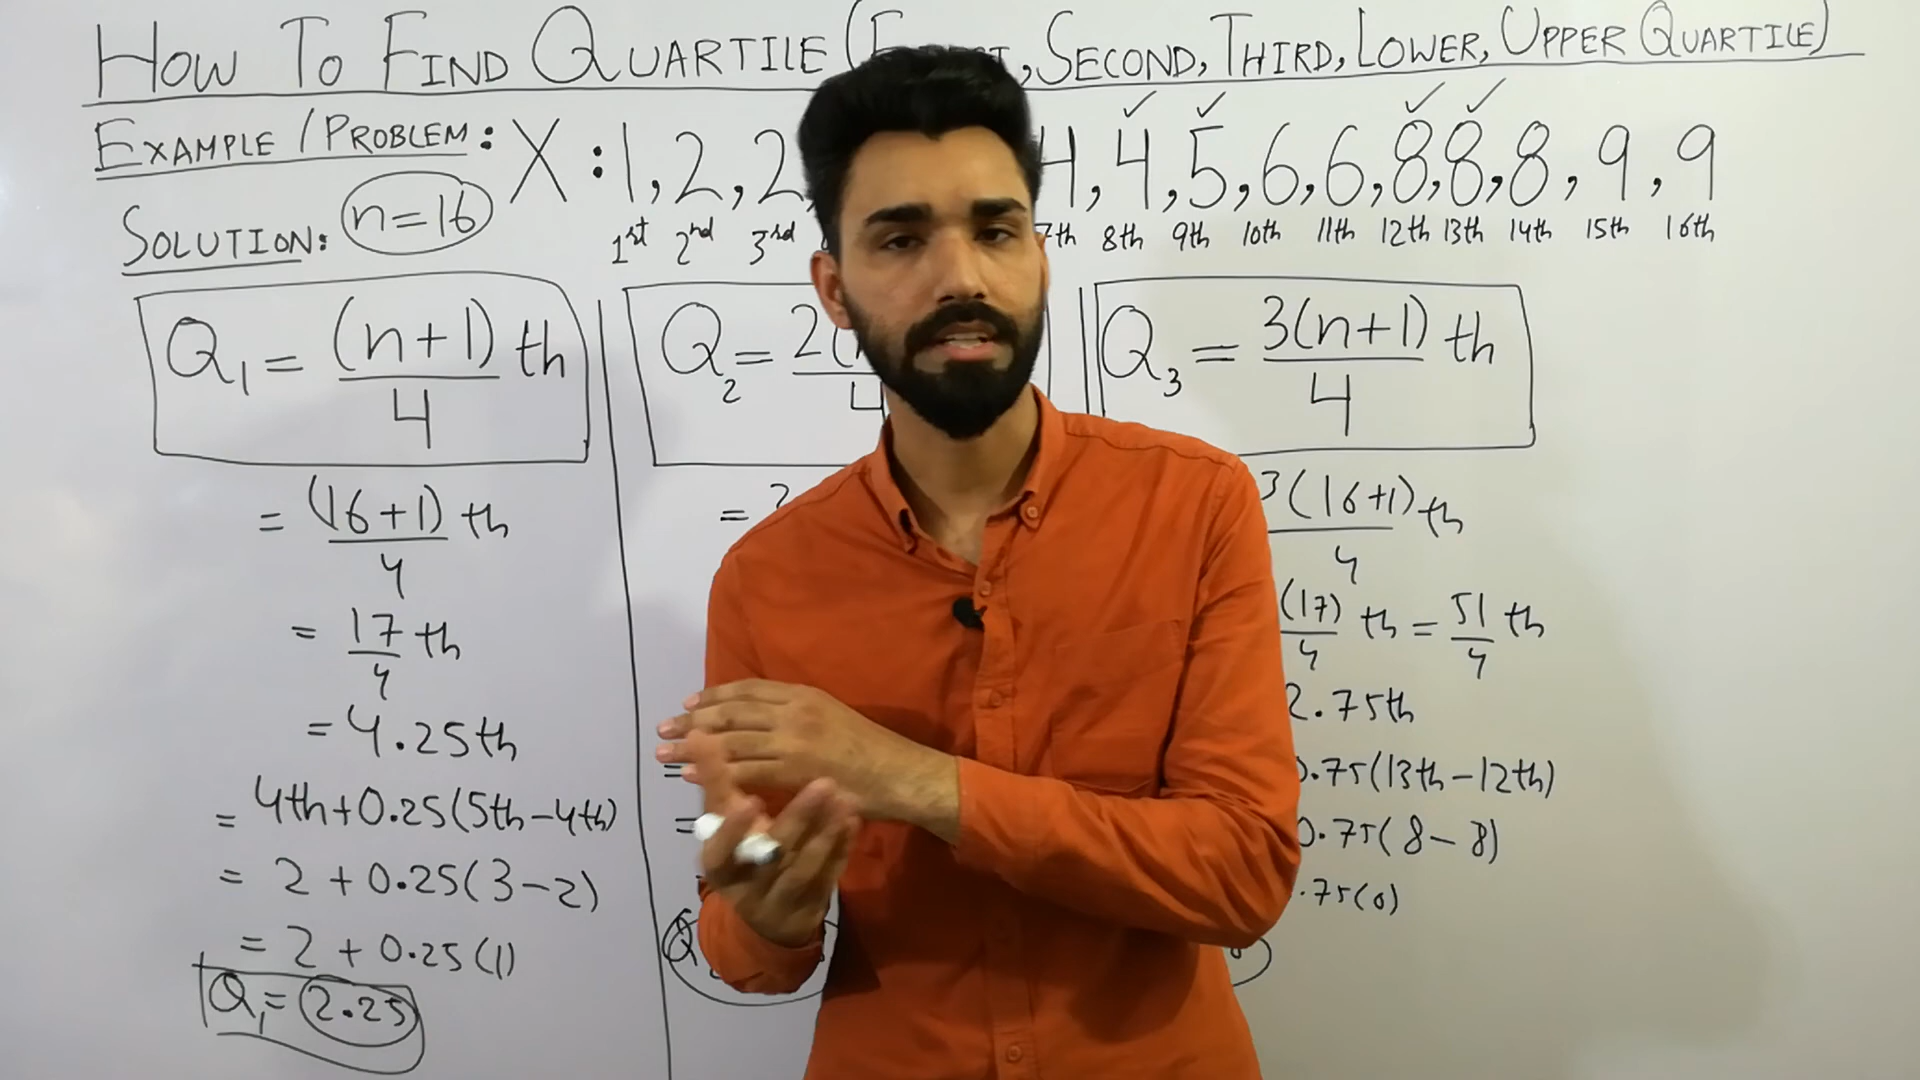 HOW TO FIND QUARTILE ( , SECOND, THIRD, LOWER, UPPER QUARTILE)
EXAMPLE / PROBLEM : X : 1, 2, 2, 4, 4, 5, 6, 6, 8, 8, 8, 9, 9
SOLUTION: n=16
1st 2nd 3rd 7th 8th 9th 10th 11th 12th 13th 14th 15th 16th
Q1 = (n+1)/4 th
= (16+1)/4 th
= 17/4 th
= 4.25th
= 4th+0.25(5th-4th)
= 2 + 0.25(3-2)
= 2 + 0.25(1)
Q1 = 2.25
Q2 = 2( 4
=
=
=
Q
Q3 = 3(n+1)/4 th
3(16+1)/4 th
(17)/4 th = 51/4 th
2.75th
0.75(13th-12th)
0.75(8-8)
.75(0)